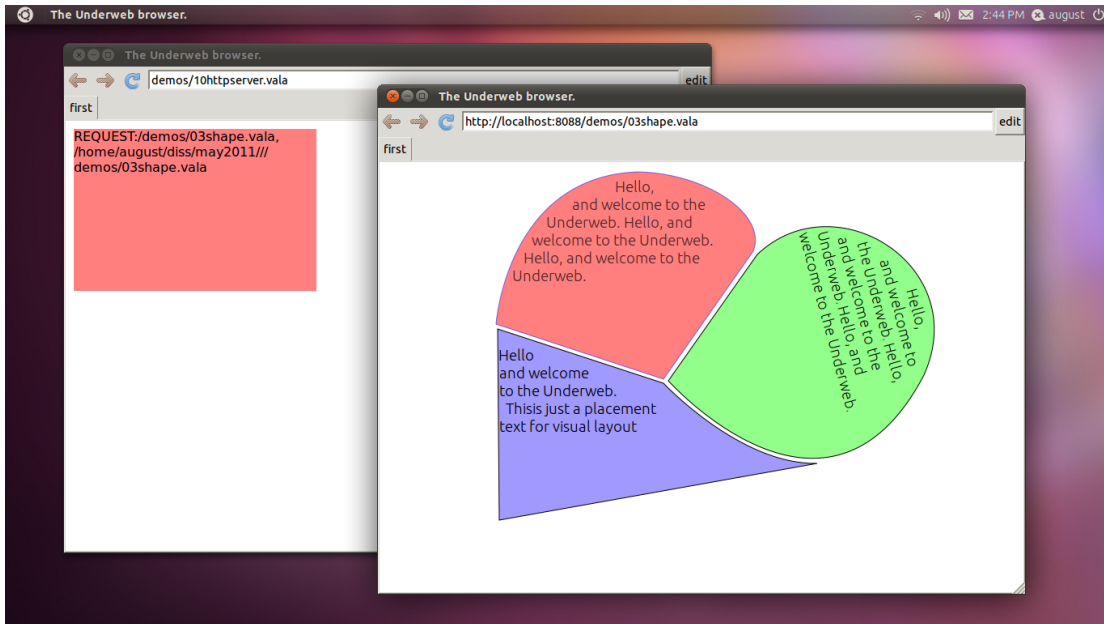 The Underweb browser.
2:44 PM
august
The Underweb browser.
demos/10httpserver.vala
edit
first
REQUEST:/demos/03shape.vala,
/home/august/diss/may2011///
demos/03shape.vala
The Underweb browser.
http://localhost:8088/demos/03shape.vala
edit
first
Hello,
and welcome to the
Underweb. Hello, and
welcome to the Underweb.
Hello, and welcome to the
Underweb.
Hello,
and welcome to
the Underweb. Hello,
and welcome to the
Underweb. Hello, and
welcome to the Underweb.
Hello
and welcome
to the Underweb.
Thisis just a placement
text for visual layout